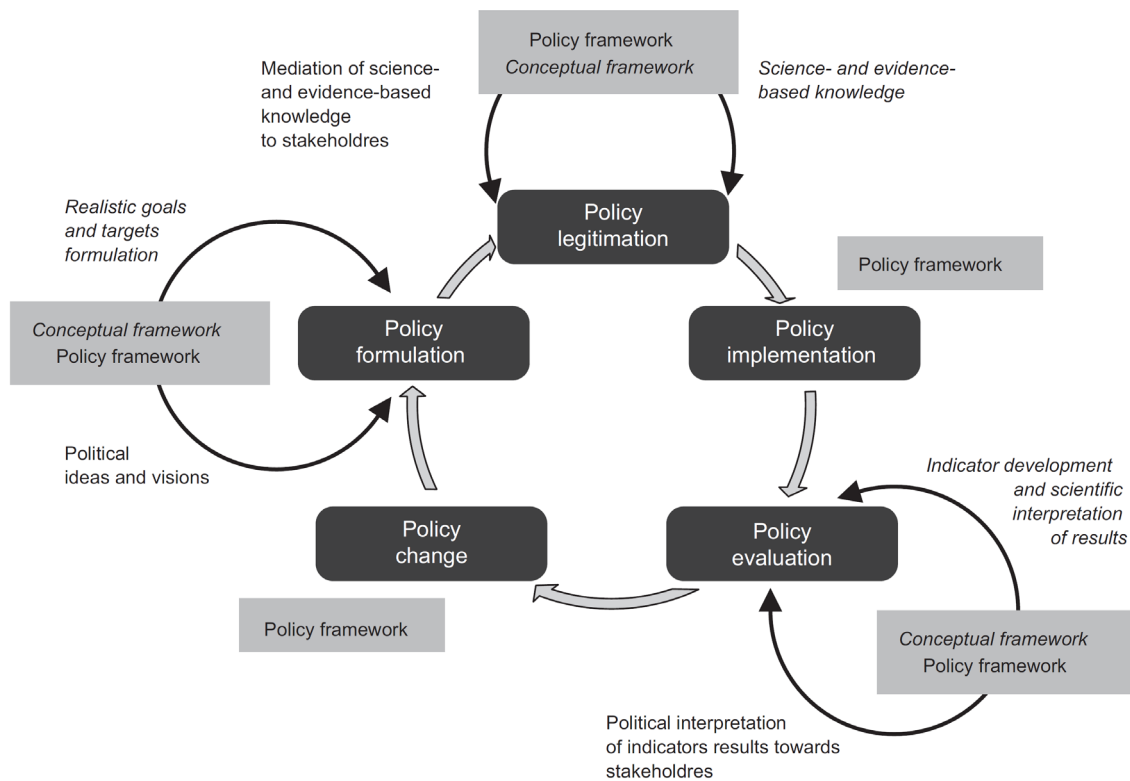 Policy framework
Conceptual framework
Mediation of science-
and evidence-based
knowledge
to stakeholdres
Science- and evidence-
based knowledge
Policy
legitimation
Realistic goals
and targets
formulation
Policy framework
Conceptual framework
Policy framework
Policy
formulation
Policy
implementation
Political
ideas and visions
Indicator development
and scientific
interpretation
of results
Policy
change
Policy
evaluation
Policy framework
Conceptual framework
Policy framework
Political interpretation
of indicators results towards
stakeholdres